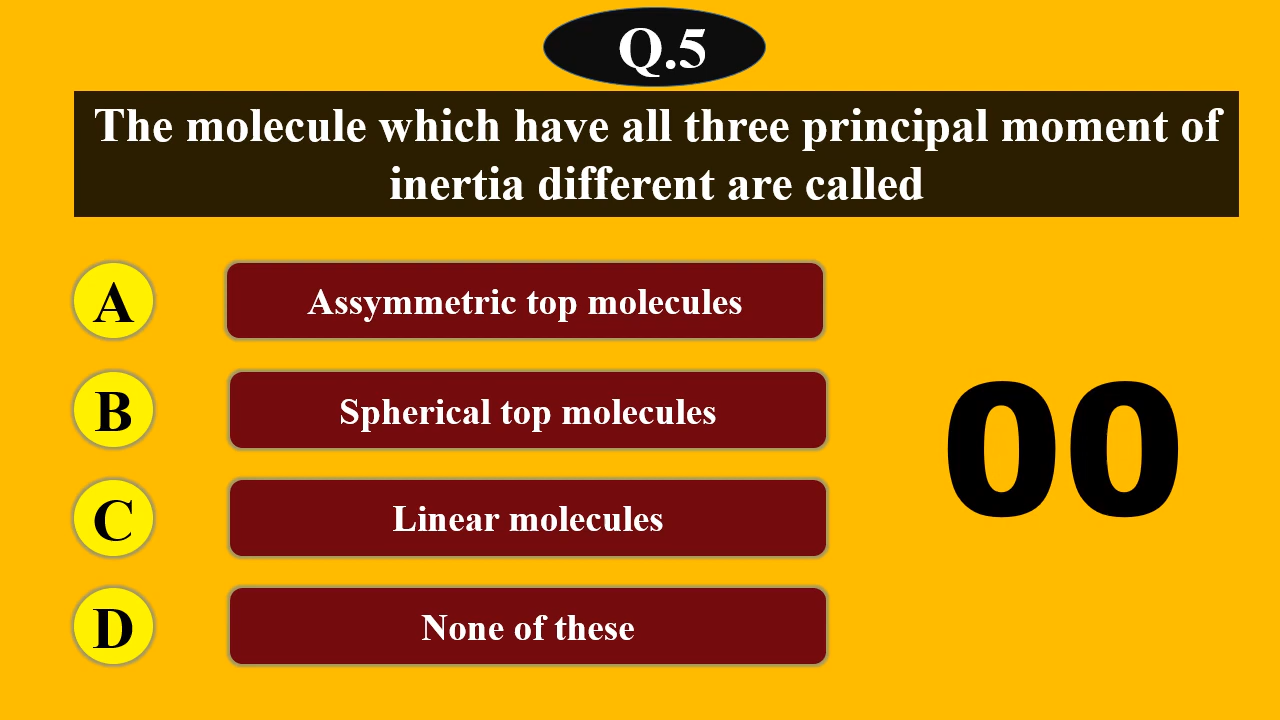 Q.5
The molecule which have all three principal moment of
inertia different are called
A
Assymmetric top molecules
B
Spherical top molecules
C
Linear molecules
D
None of these
00